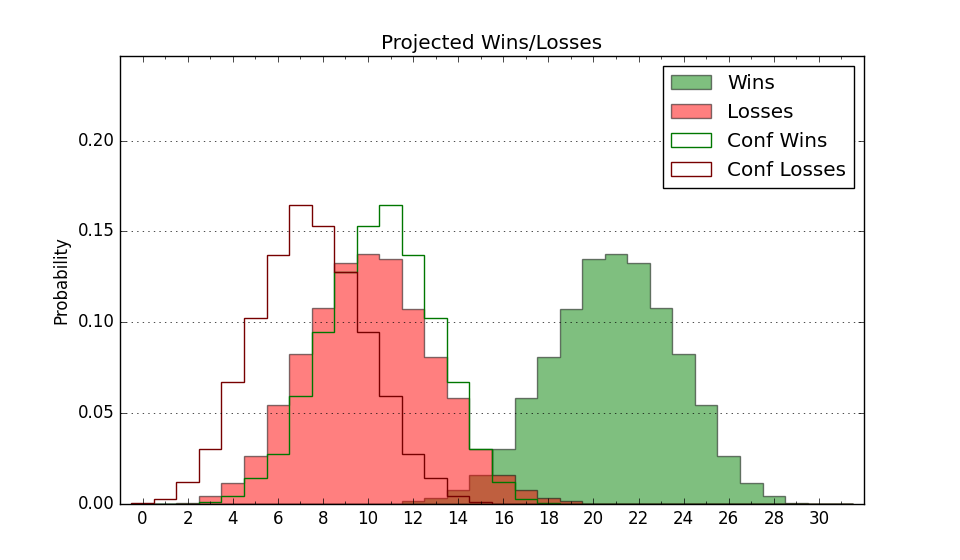 Projected Wins/Losses
Wins
Losses
Conf Wins
Conf Losses
Probability
0.20
0.15
0.10
0.05
0.00
0 2 4 6 8 10 12 14 16 18 20 22 24 26 28 30